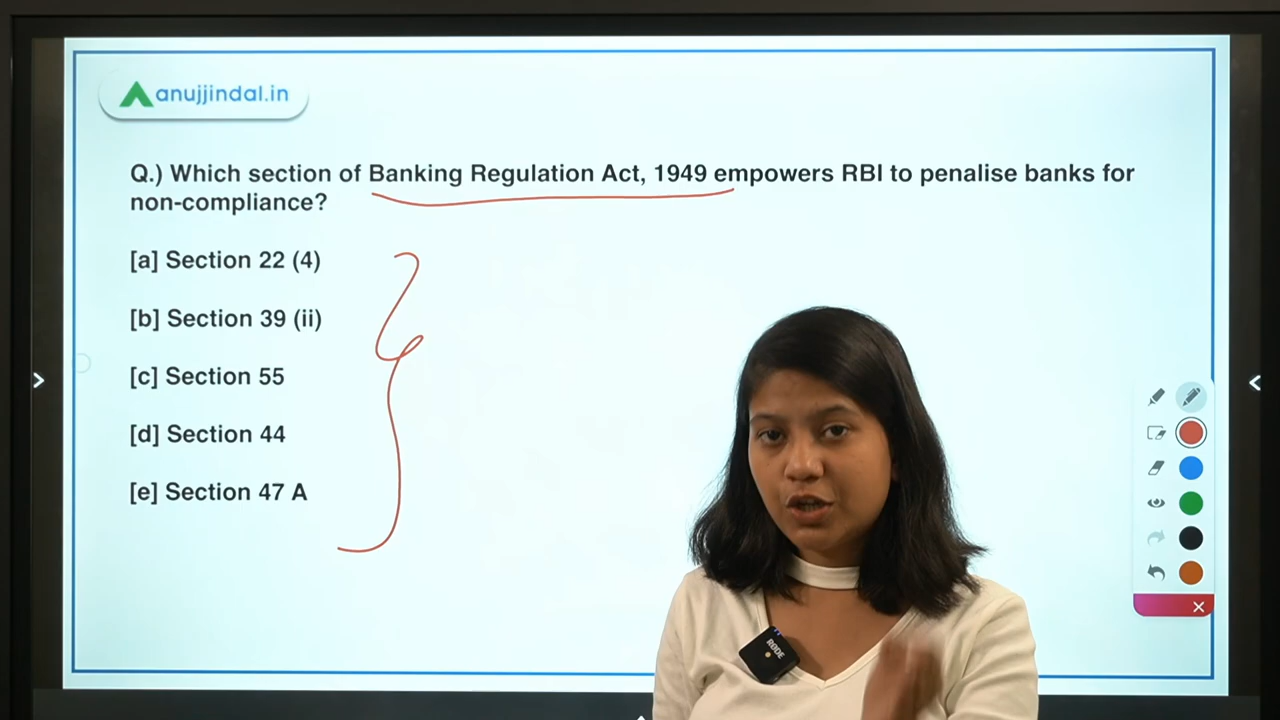 anujjindal.in
Q.) Which section of Banking Regulation Act, 1949 empowers RBI to penalise banks for
non-compliance?
[a] Section 22 (4)
[b] Section 39 (ii)
[c] Section 55
[d] Section 44
[e] Section 47 A
RODE